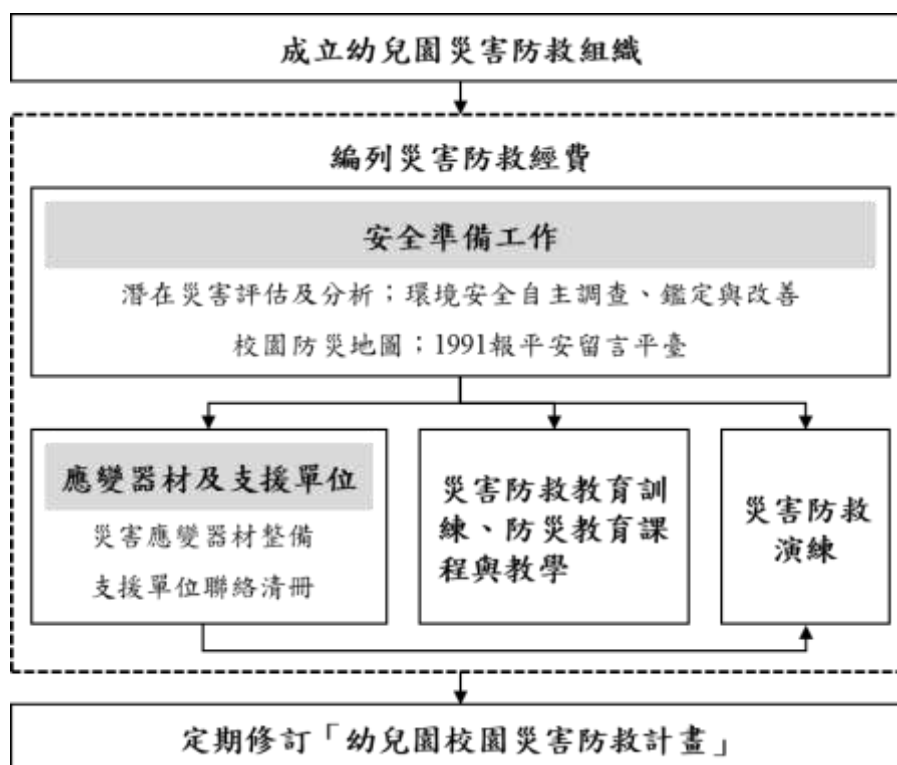 成立幼兒園災害防救組織
編列災害防救經費
安全準備工作
潛在災害評估及分析；環境安全自主調查、鑑定與改善
校園防災地圖；1991報平安留言平臺
應變器材及支援單位
災害應變器材整備
支援單位聯絡清冊
災害防救教育訓
練、防災教育課
程與教學
災害防救
演練
定期修訂「幼兒園校園災害防救計畫」